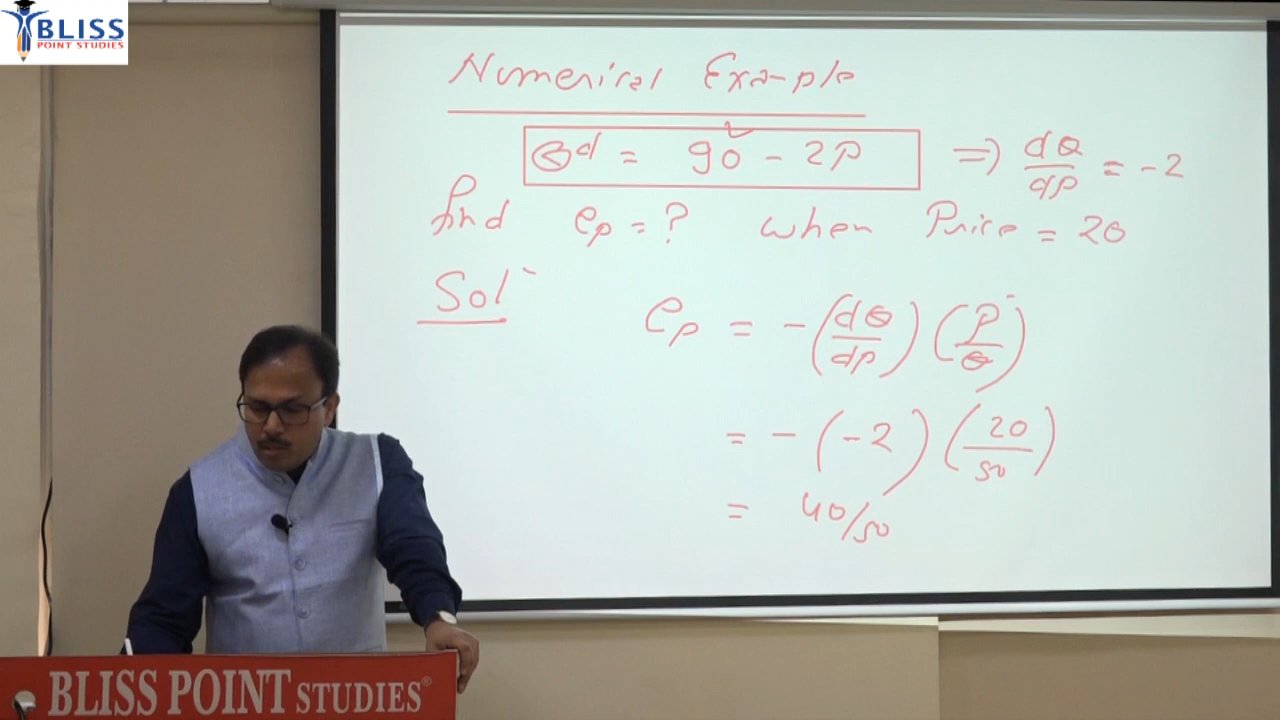 BLISS
POINT STUDIES
Numerical Example
Qd = 90 - 2P ⇒ dQ/dP = -2
find ep = ? when Price = 20
Sol
ep = -(dQ/dP)(P/Q)
= -(-2)(20/50)
= 40/50
BLISS POINT STUDIES®